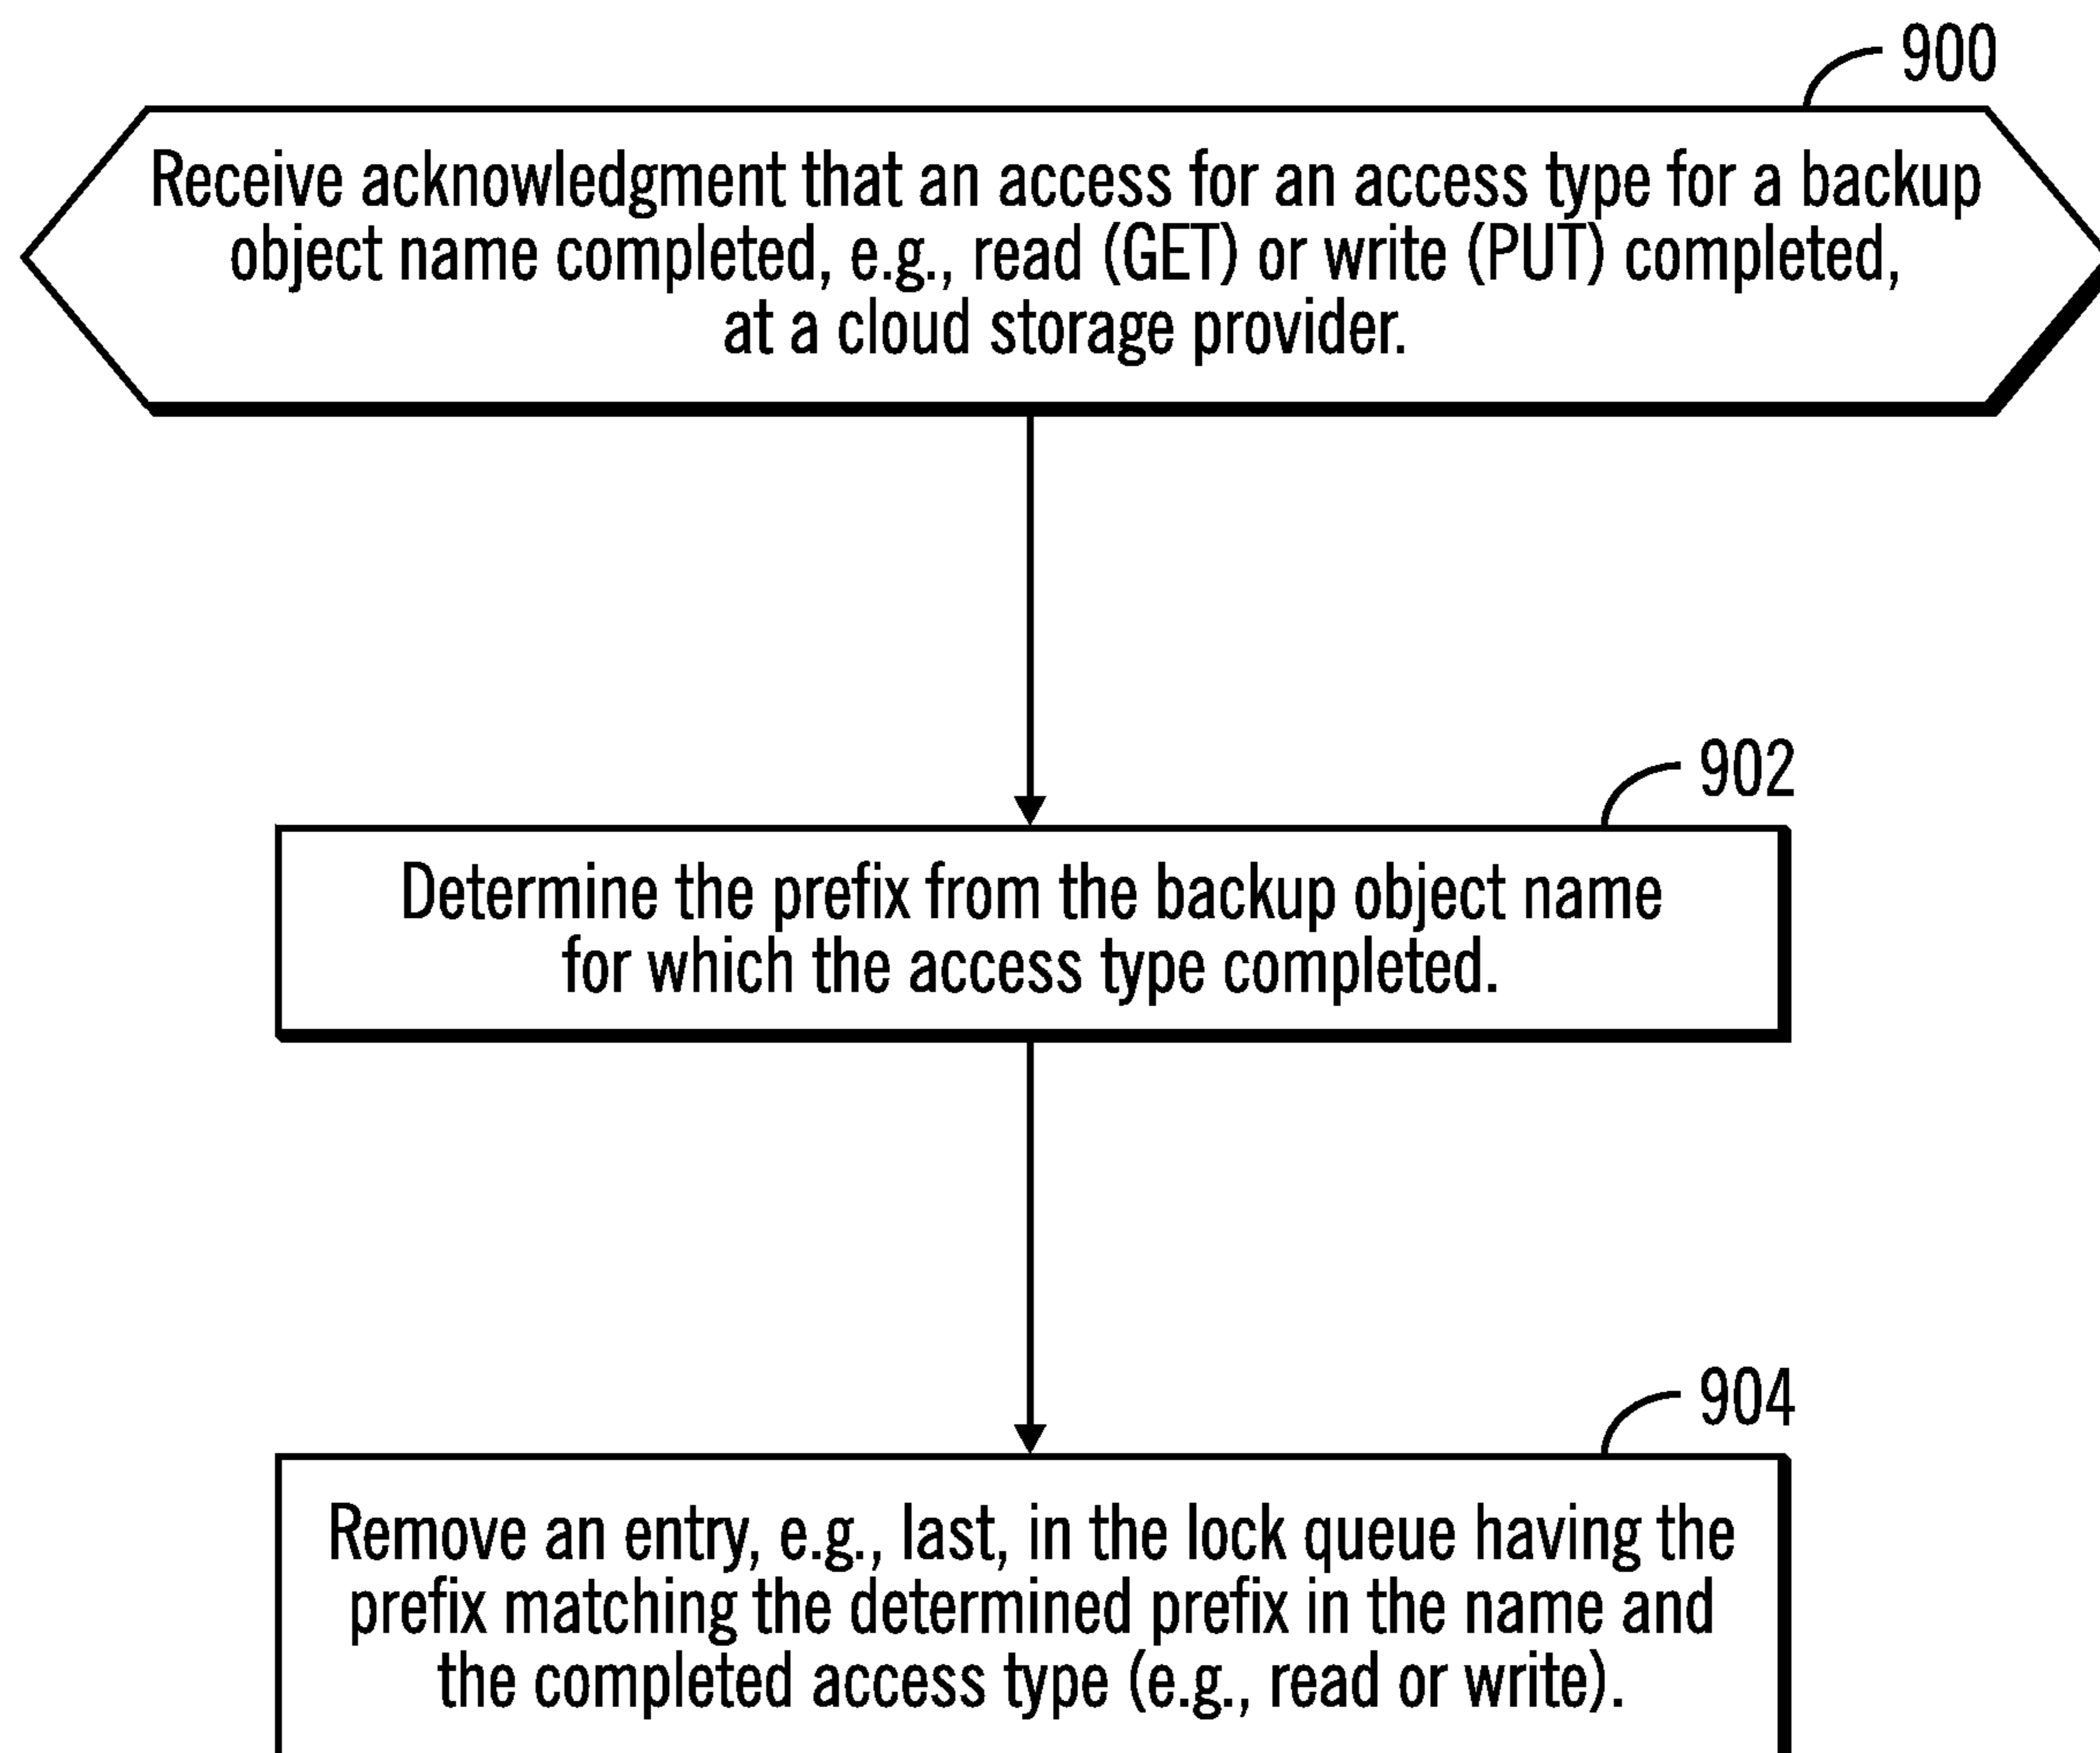 900
Receive acknowledgment that an access for an access type for a backup
object name completed, e.g., read (GET) or write (PUT) completed,
at a cloud storage provider.
902
Determine the prefix from the backup object name
for which the access type completed.
904
Remove an entry, e.g., last, in the lock queue having the
prefix matching the determined prefix in the name and
the completed access type (e.g., read or write).